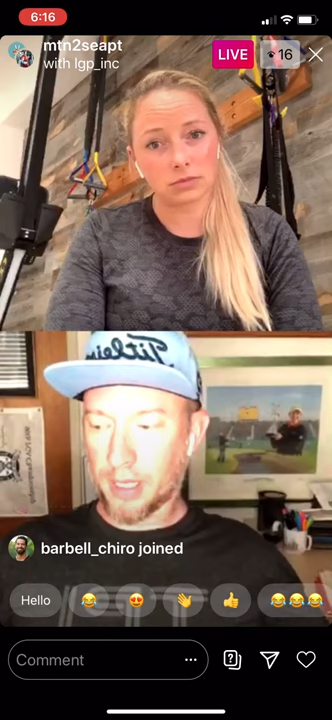 6:16
mtn2seapt
with lgp_inc
LIVE
16
Titleist
barbell_chiro joined
Hello
Comment